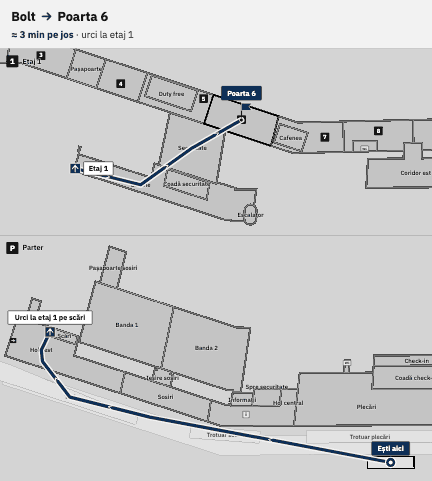 Bolt → Poarta 6
≈ 3 min pe jos · urci la etaj 1
1 Etaj 1
3
Pașapoarte
4
Duty free
5
Poarta 6
Cafenea
7
8
Coridor est
Etaj 1
Coadă securitate
Escalator
P Parter
Pașapoarte sosiri
Urci la etaj 1 pe scări
Scări
Banda 1
Banda 2
Ieșire sosiri
Sosiri
Spre securitate
Informații
Hol central
Check-in
Coadă check-
Plecări
Trotuar plecări
Ești aici